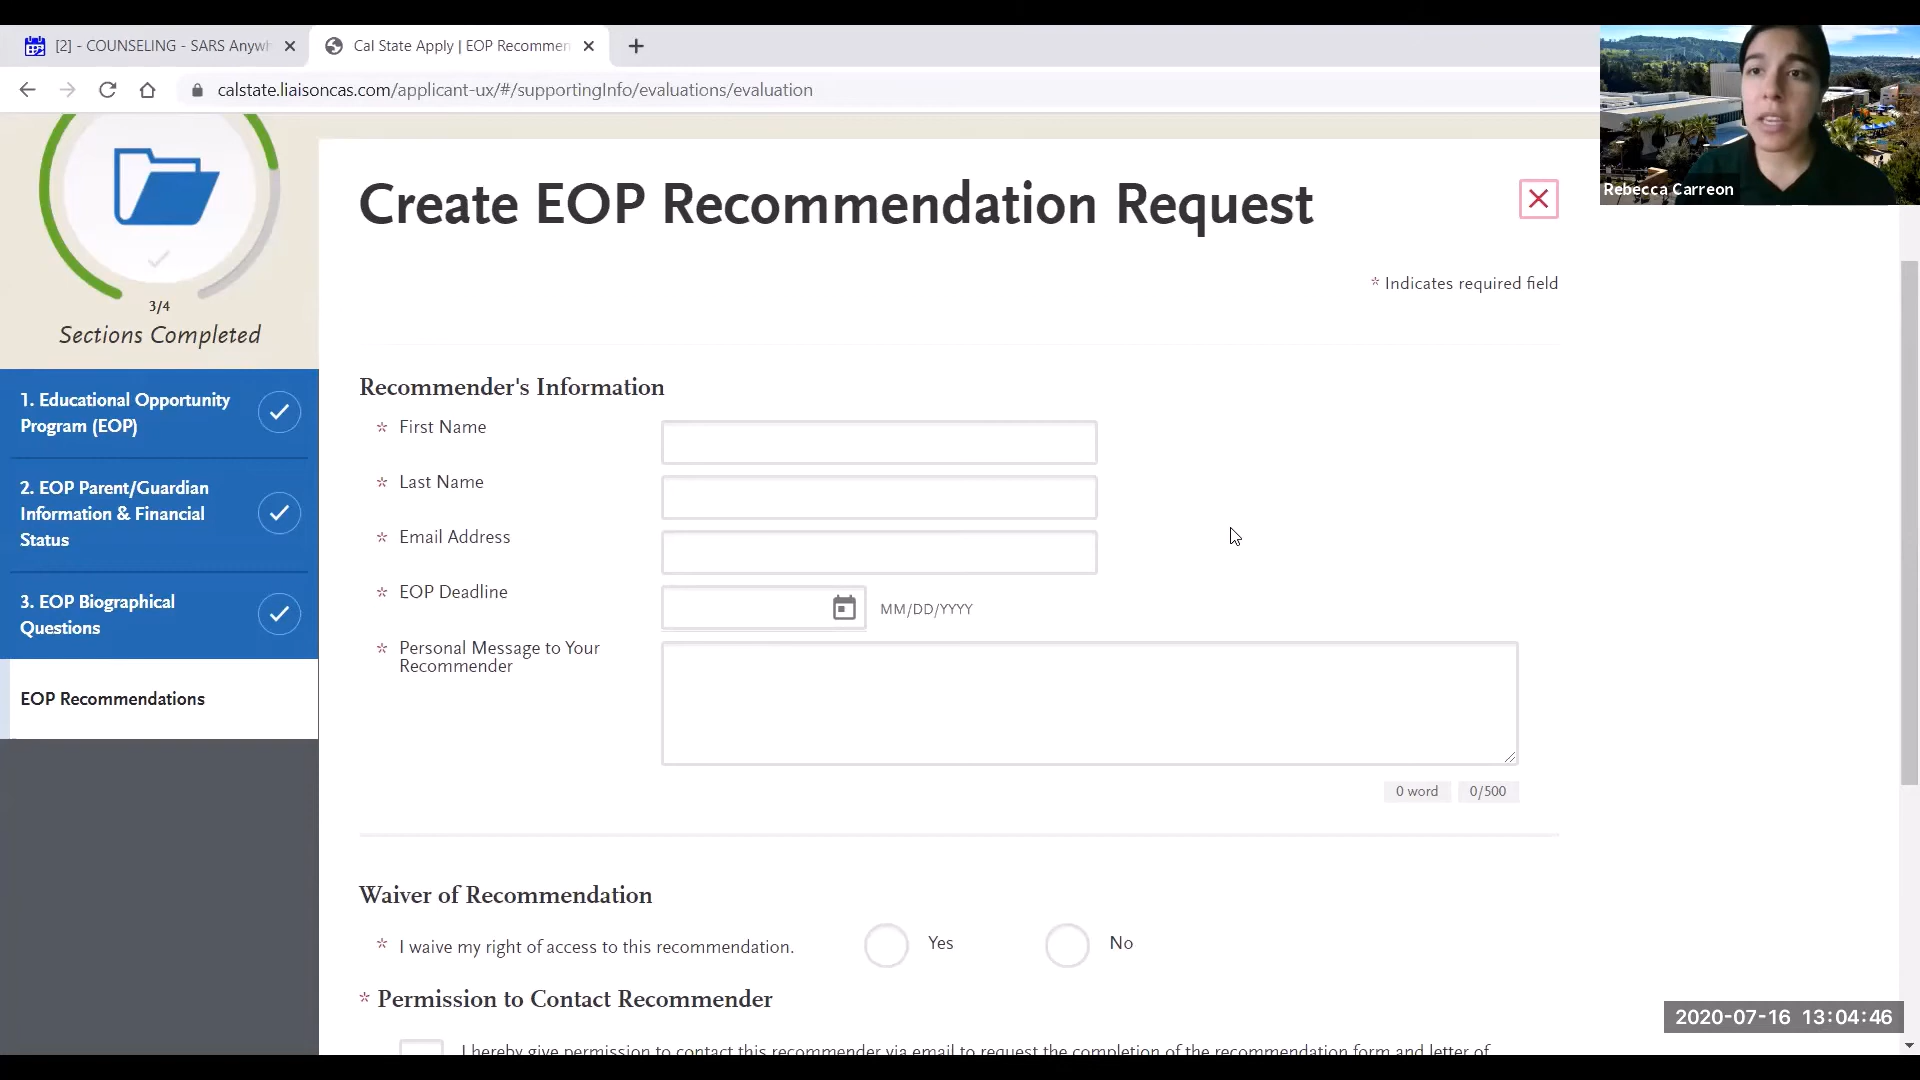 [2] - COUNSELING - SARS Anywh
Cal State Apply | EOP Recommen
calstate.liaisoncas.com/applicant-ux/#/supportingInfo/evaluations/evaluation
Rebecca Carreon
3/4
Sections Completed
1. Educational Opportunity
Program (EOP)
2. EOP Parent/Guardian
Information & Financial
Status
3. EOP Biographical
Questions
EOP Recommendations
Create EOP Recommendation Request
* Indicates required field
Recommender's Information
* First Name
* Last Name
* Email Address
* EOP Deadline
MM/DD/YYYY
* Personal Message to Your
Recommender
0 word
0/500
Waiver of Recommendation
* I waive my right of access to this recommendation.
Yes
No
* Permission to Contact Recommender
I hereby give permission to contact this recommender via email to request the completion of the recommendation form and letter of
2020-07-16 13:04:46